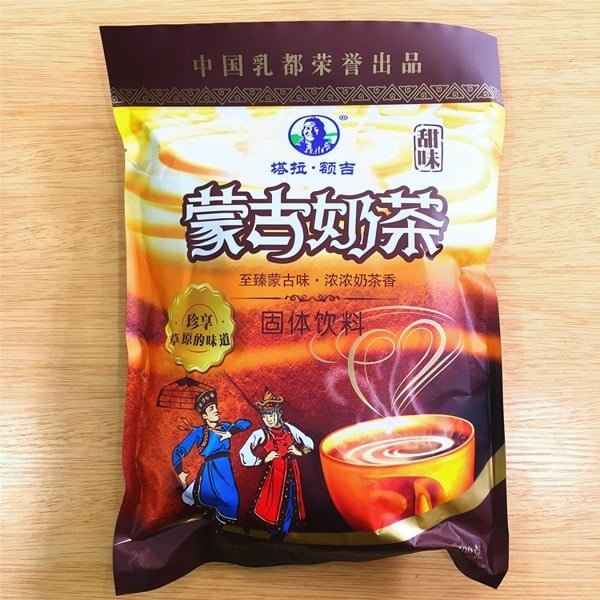 中国乳都荣誉出品
®
塔拉·额吉
甜味
蒙古奶茶
至臻蒙古味·浓浓奶茶香
固体饮料
珍享
草原的味道